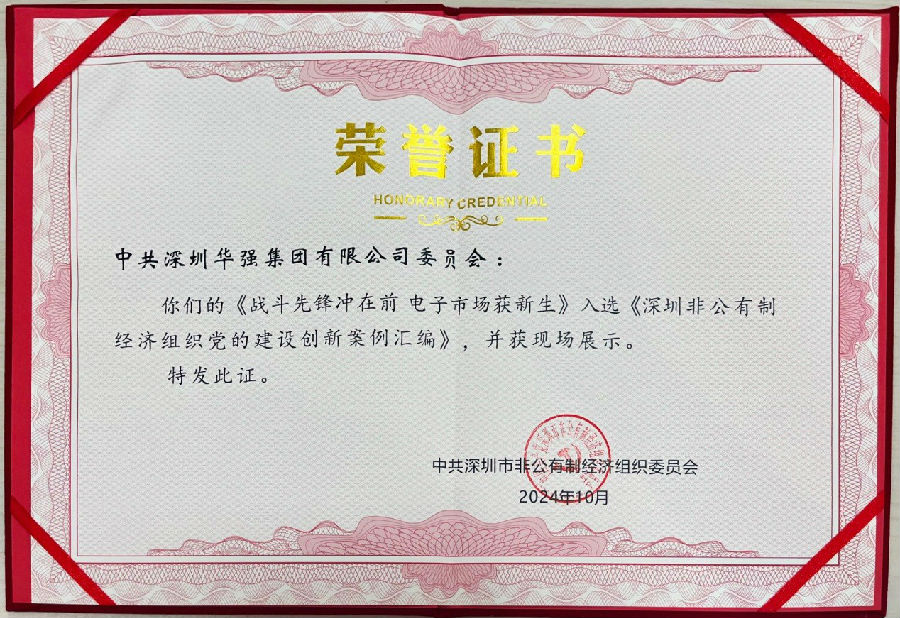 荣誉证书
HONORARY CREDENTIAL
中共深圳华强集团有限公司委员会：
你们的《战斗先锋冲在前 电子市场获新生》入选《深圳非公有制
经济组织党的建设创新案例汇编》，并获现场展示。
特发此证。
中共深圳市非公有制经济组织委员会
2024年10月